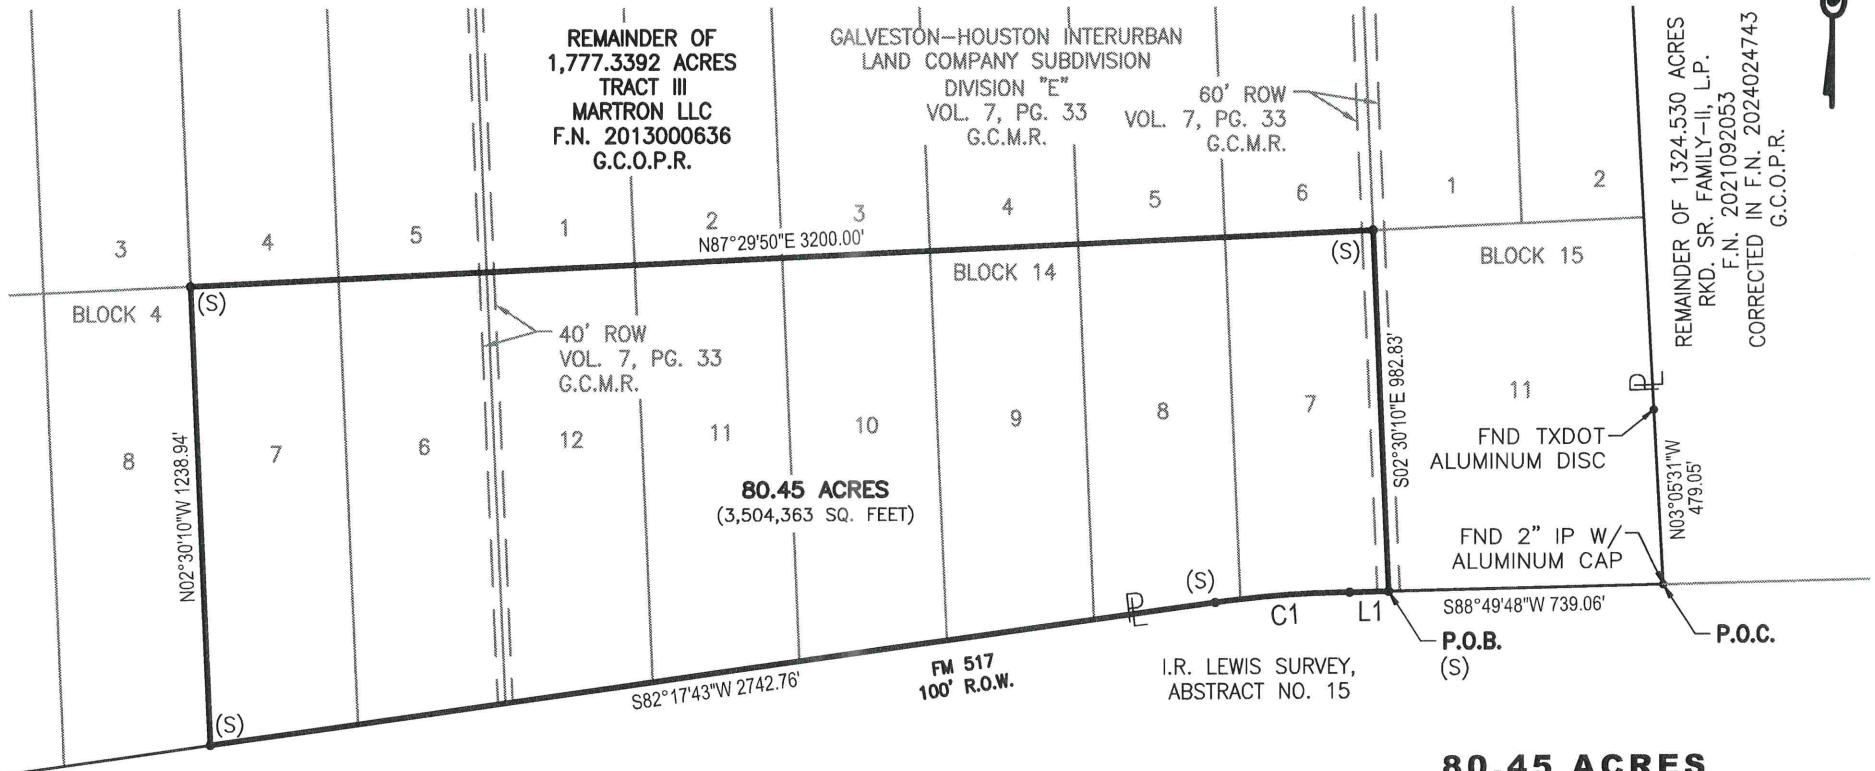 REMAINDER OF
1,777.3392 ACRES
TRACT III
MARTRON LLC
F.N. 2013000636
G.C.O.P.R.
GALVESTON-HOUSTON INTERURBAN
LAND COMPANY SUBDIVISION
DIVISION "E"
VOL. 7, PG. 33
G.C.M.R.
60' ROW
VOL. 7, PG. 33
G.C.M.R.
REMAINDER OF 1324.530 ACRES
RKD. SR. FAMILY-II, L.P.
F.N. 2021092053
CORRECTED IN F.N. 2024024743
G.C.O.P.R.
3
4
5
1
2
3
4
5
6
1
2
N87°29'50"E 3200.00'
(S)
(S)
BLOCK 4
BLOCK 14
BLOCK 15
40' ROW
VOL. 7, PG. 33
G.C.M.R.
N02°30'10"W 1238.94'
S02°30'10"E 982.83'
8
7
6
12
11
10
9
8
7
11
80.45 ACRES
(3,504,363 SQ. FEET)
PL
FND TXDOT
ALUMINUM DISC
N03°05'31"W
479.05'
FND 2" IP W/
ALUMINUM CAP
(S)
PL
C1
L1
S88°49'48"W 739.06'
P.O.B.
(S)
P.O.C.
I.R. LEWIS SURVEY,
ABSTRACT NO. 15
FM 517
100' R.O.W.
S82°17'43"W 2742.76'
(S)
80.45 ACRES